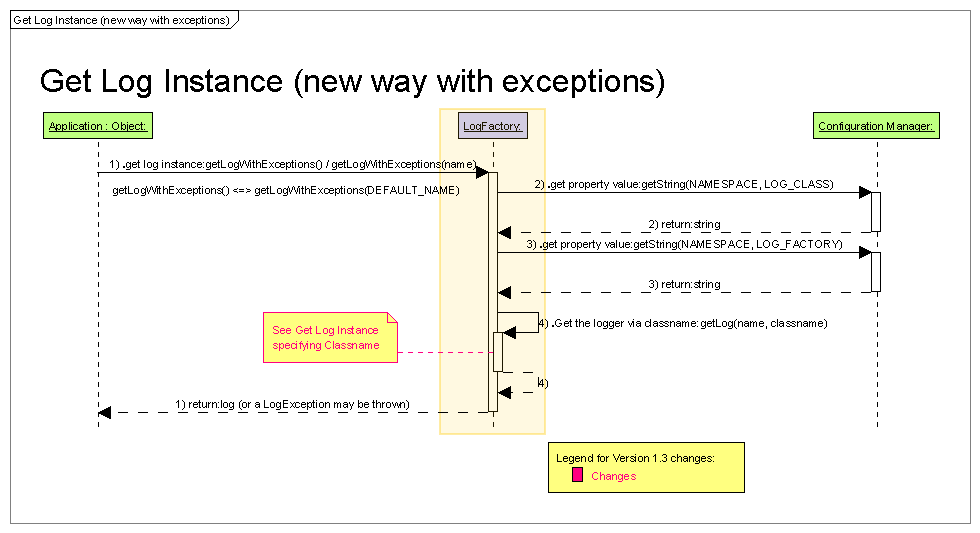 Get Log Instance (new way with exceptions)
Get Log Instance (new way with exceptions)
Application : Object:
LogFactory:
Configuration Manager:
1) .get log instance:getLogWithExceptions() / getLogWithExceptions(name)
getLogWithExceptions() <=> getLogWithExceptions(DEFAULT_NAME)
2) .get property value:getString(NAMESPACE, LOG_CLASS)
2) return:string
3) .get property value:getString(NAMESPACE, LOG_FACTORY)
3) return:string
4) .Get the logger via classname:getLog(name, classname)
See Get Log Instance
specifying Classname
4)
1) return:log (or a LogException may be thrown)
Legend for Version 1.3 changes:
Changes